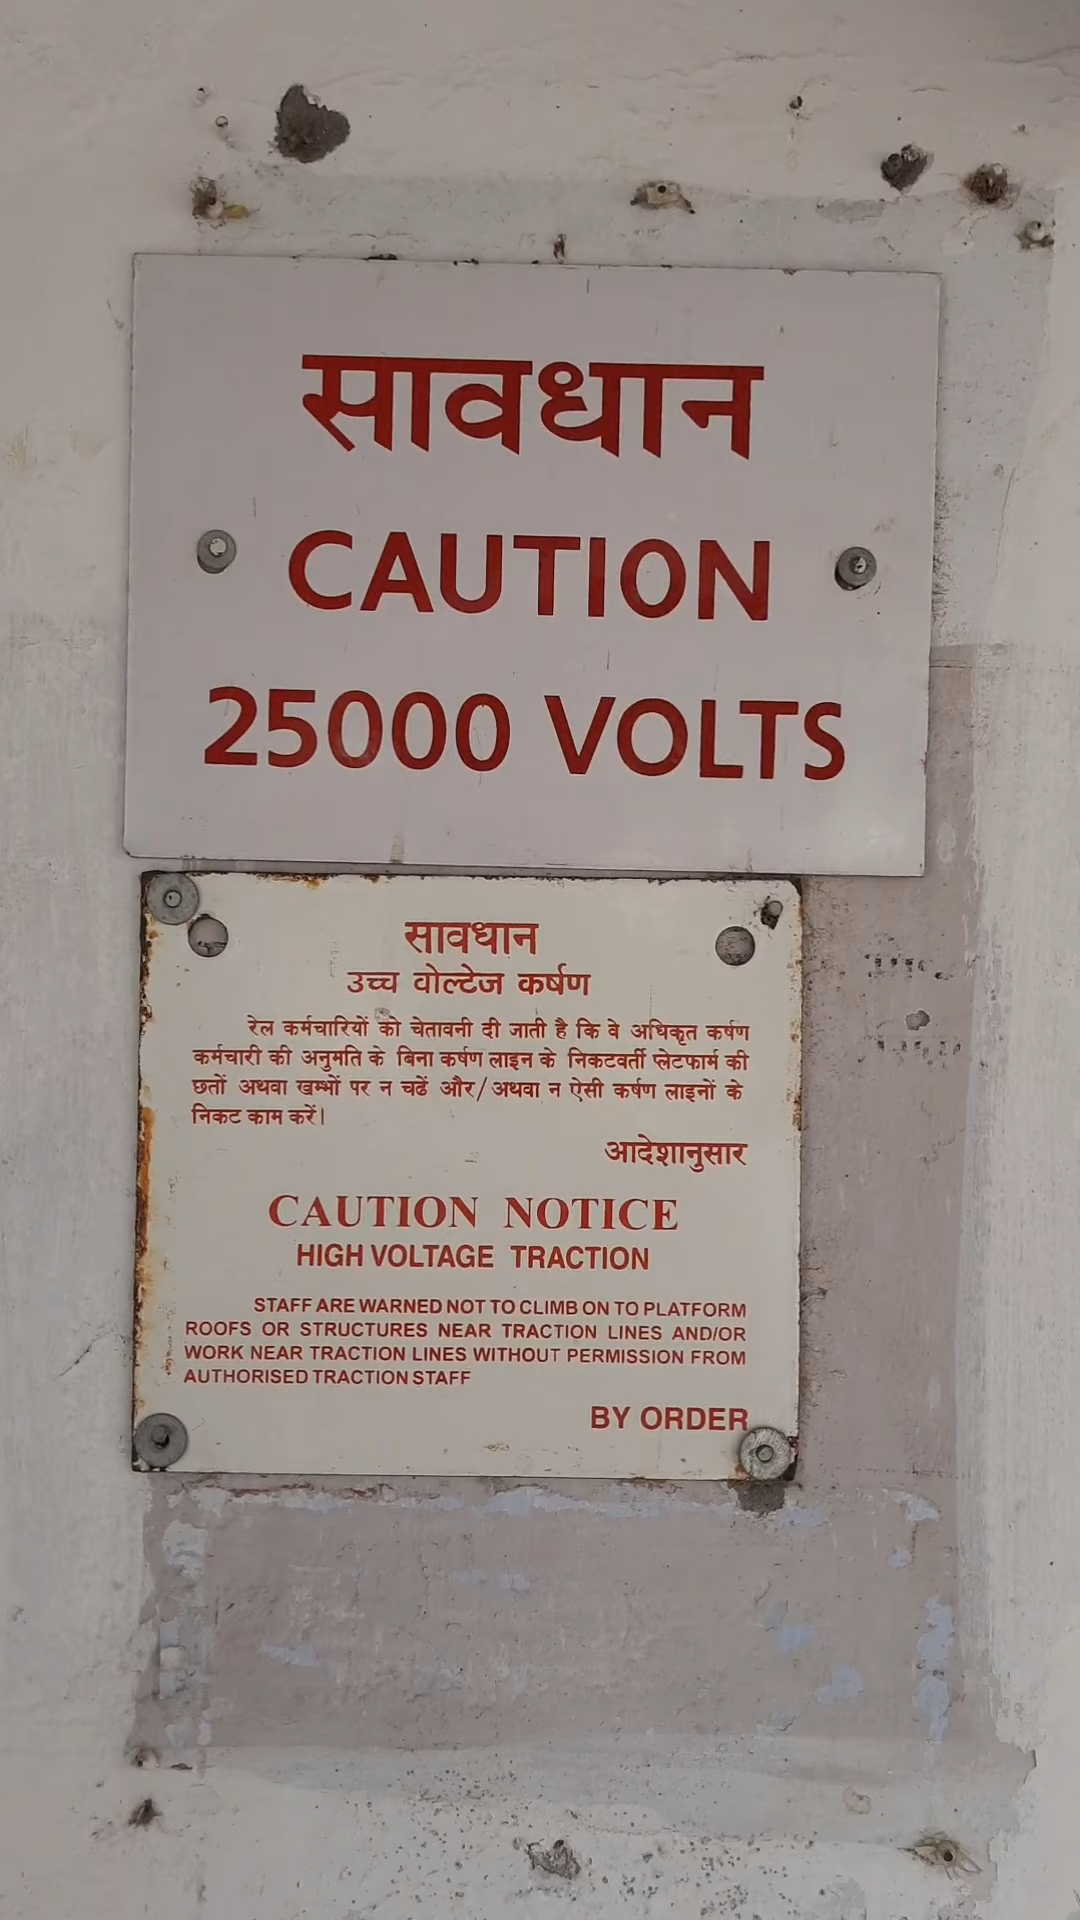 सावधान
CAUTION
25000 VOLTS
सावधान
उच्च वोल्टेज कर्षण
रेल कर्मचारियों को चेतावनी दी जाती है कि वे अधिकृत कर्षण
कर्मचारी की अनुमति के बिना कर्षण लाइन के निकटवर्ती प्लेटफार्म की
छतों अथवा खम्भों पर न चढें और/अथवा न ऐसी कर्षण लाइनों के
निकट काम करें।
आदेशानुसार
CAUTION NOTICE
HIGH VOLTAGE TRACTION
STAFF ARE WARNED NOT TO CLIMB ON TO PLATFORM
ROOFS OR STRUCTURES NEAR TRACTION LINES AND/OR
WORK NEAR TRACTION LINES WITHOUT PERMISSION FROM
AUTHORISED TRACTION STAFF
BY ORDER